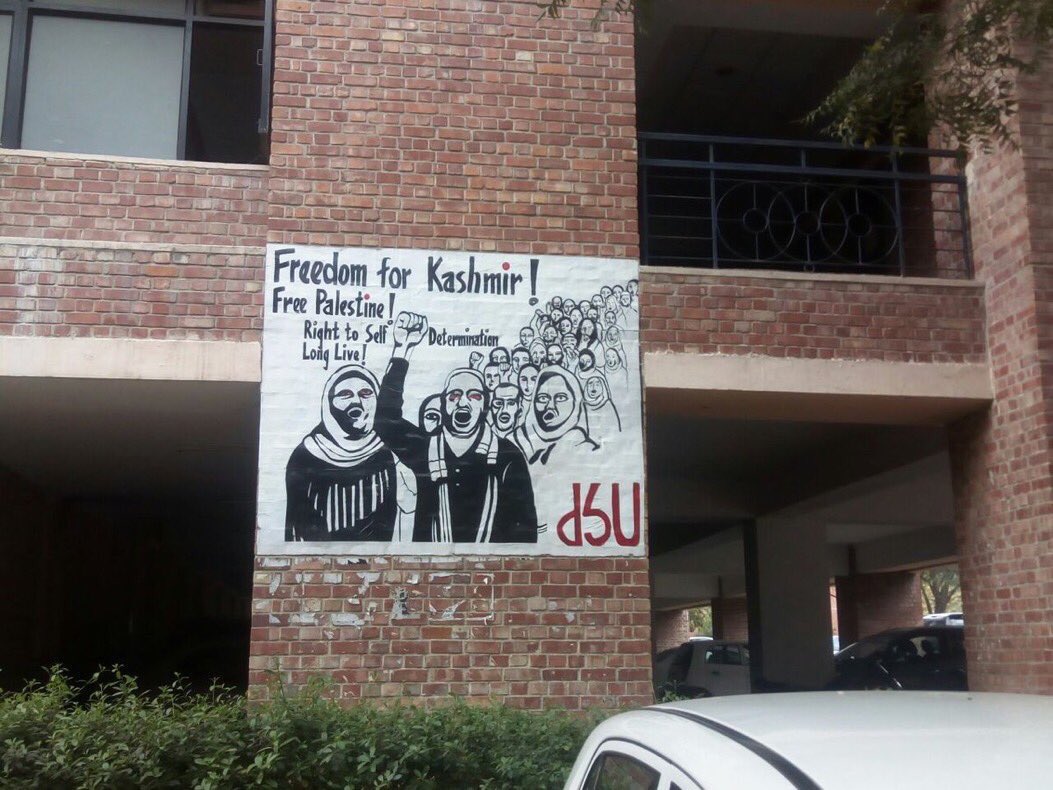 Freedom for Kashmir!
Free Palestine!
Right to Self Determination
Long Live!
dSU